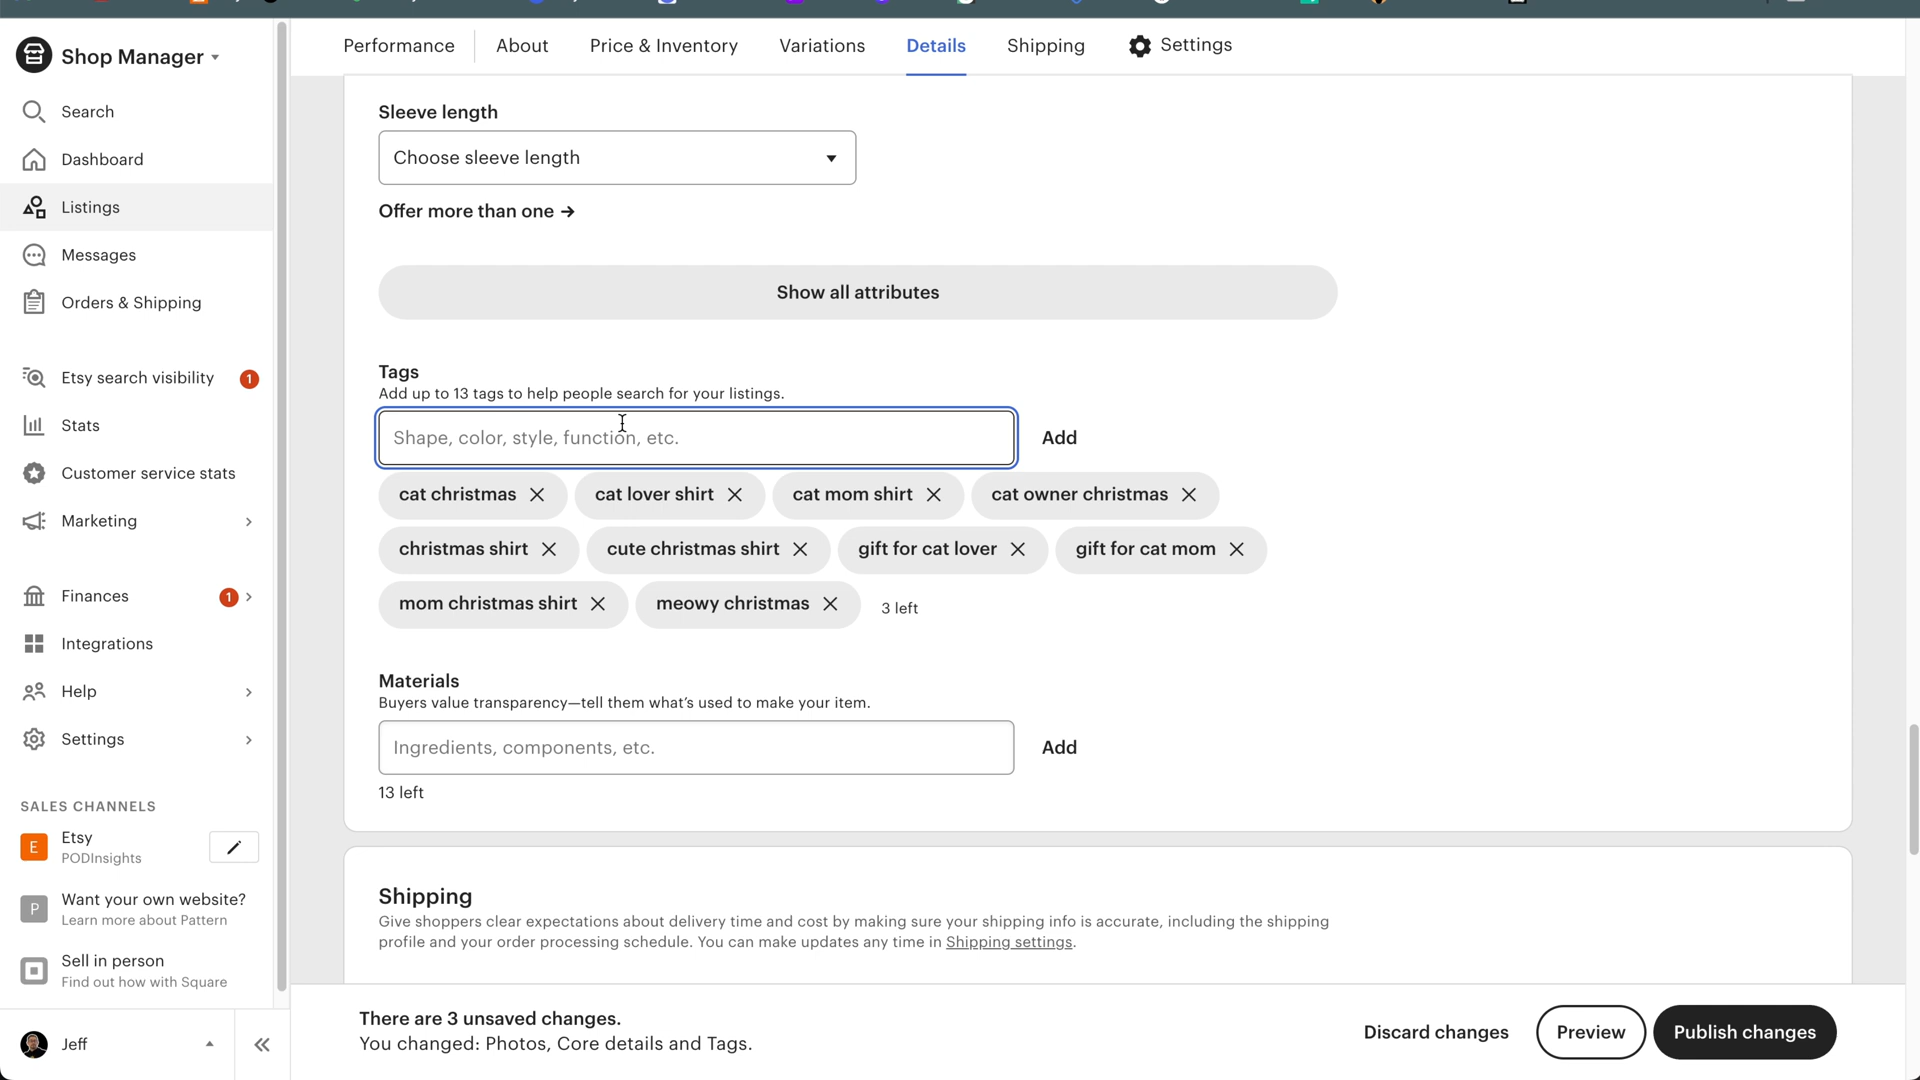 Shop Manager
Search
Dashboard
Listings
Messages
Orders & Shipping
Etsy search visibility 1
Stats
Customer service stats
Marketing
Finances 1
Integrations
Help
Settings
SALES CHANNELS
E Etsy
PODInsights
P Want your own website?
Learn more about Pattern
Sell in person
Find out how with Square
Jeff
Performance About Price & Inventory Variations Details Shipping Settings
Sleeve length
Choose sleeve length
Offer more than one →
Show all attributes
Tags
Add up to 13 tags to help people search for your listings.
Shape, color, style, function, etc. Add
cat christmas cat lover shirt cat mom shirt cat owner christmas
christmas shirt cute christmas shirt gift for cat lover gift for cat mom
mom christmas shirt meowy christmas 3 left
Materials
Buyers value transparency—tell them what's used to make your item.
Ingredients, components, etc. Add
13 left
Shipping
Give shoppers clear expectations about delivery time and cost by making sure your shipping info is accurate, including the shipping
profile and your order processing schedule. You can make updates any time in Shipping settings.
There are 3 unsaved changes.
You changed: Photos, Core details and Tags.
Discard changes Preview Publish changes